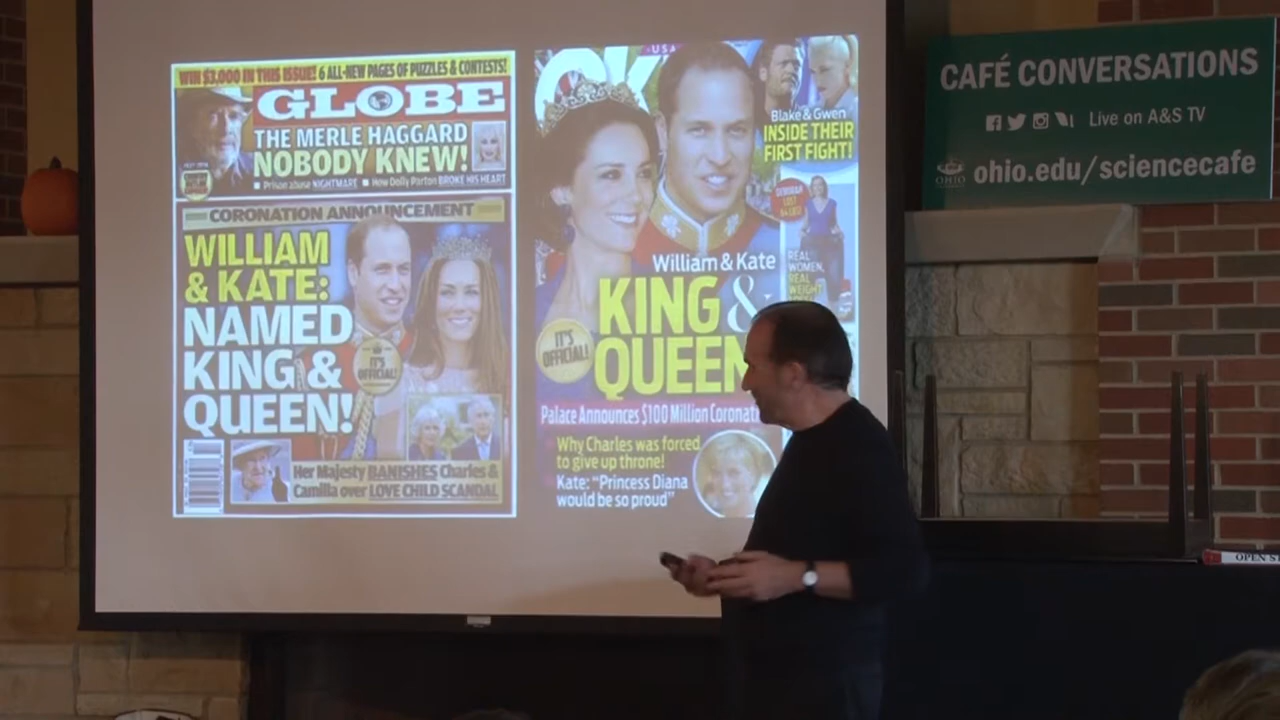 WIN $3,000 IN THIS ISSUE! 6 ALL-NEW PAGES OF PUZZLES & CONTESTS!
GLOBE
THE MERLE HAGGARD
NOBODY KNEW!
Prison abuse NIGHTMARE ■ How Dolly Parton BROKE HIS HEART
CORONATION ANNOUNCEMENT
WILLIAM
& KATE:
NAMED
KING &
QUEEN!
IT'S
OFFICIAL!
Her Majesty BANISHES Charles &
Camilla over LOVE CHILD SCANDAL
USA
OK
Blake & Gwen
INSIDE THEIR
FIRST FIGHT!
DEBORAH
LOST
REAL
WOMEN,
REAL
WEIGHT
William & Kate
KING &
QUEEN
IT'S
OFFICIAL!
Palace Announces $100 Million Coronati
Why Charles was forced
to give up throne!
Kate: "Princess Diana
would be so proud"
CAFÉ CONVERSATIONS
Live on A&S TV
OHIO
ohio.edu/sciencecafe
OPEN S